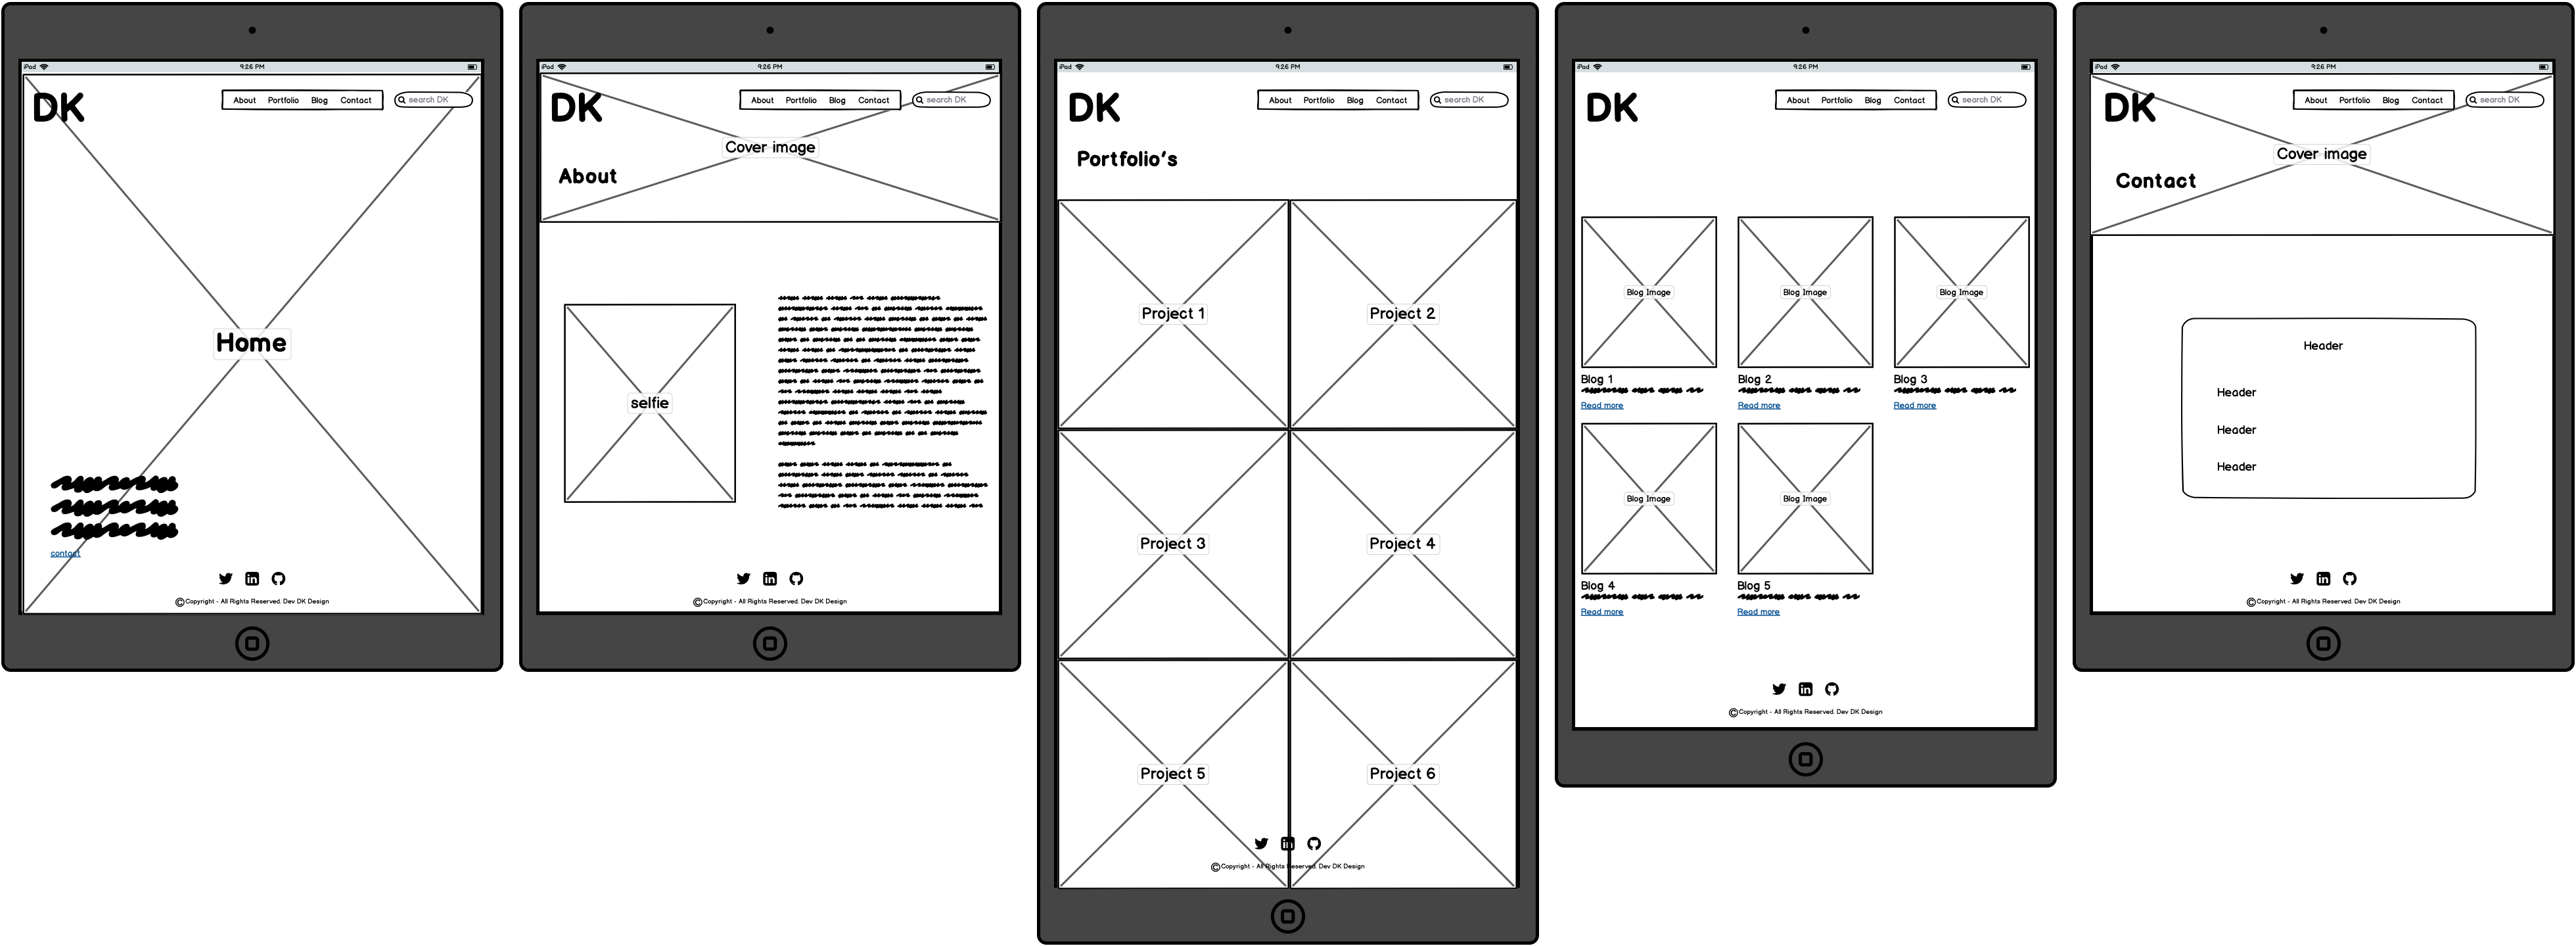 iPad 9:26 PM
DK About Portfolio Blog Contact search DK
Home
contact
© Copyright - All Rights Reserved. Dev DK Design
iPad 9:26 PM
DK About Portfolio Blog Contact search DK
Cover image
About
selfie
© Copyright - All Rights Reserved. Dev DK Design
iPad 9:26 PM
DK About Portfolio Blog Contact search DK
Portfolio's
Project 1 Project 2
Project 3 Project 4
Project 5 Project 6
© Copyright - All Rights Reserved. Dev DK Design
iPad 9:26 PM
DK About Portfolio Blog Contact search DK
Blog Image Blog Image Blog Image
Blog 1 Blog 2 Blog 3
Read more Read more Read more
Blog Image Blog Image
Blog 4 Blog 5
Read more Read more
© Copyright - All Rights Reserved. Dev DK Design
iPad 9:26 PM
DK About Portfolio Blog Contact search DK
Cover image
Contact
Header
Header
Header
Header
© Copyright - All Rights Reserved. Dev DK Design